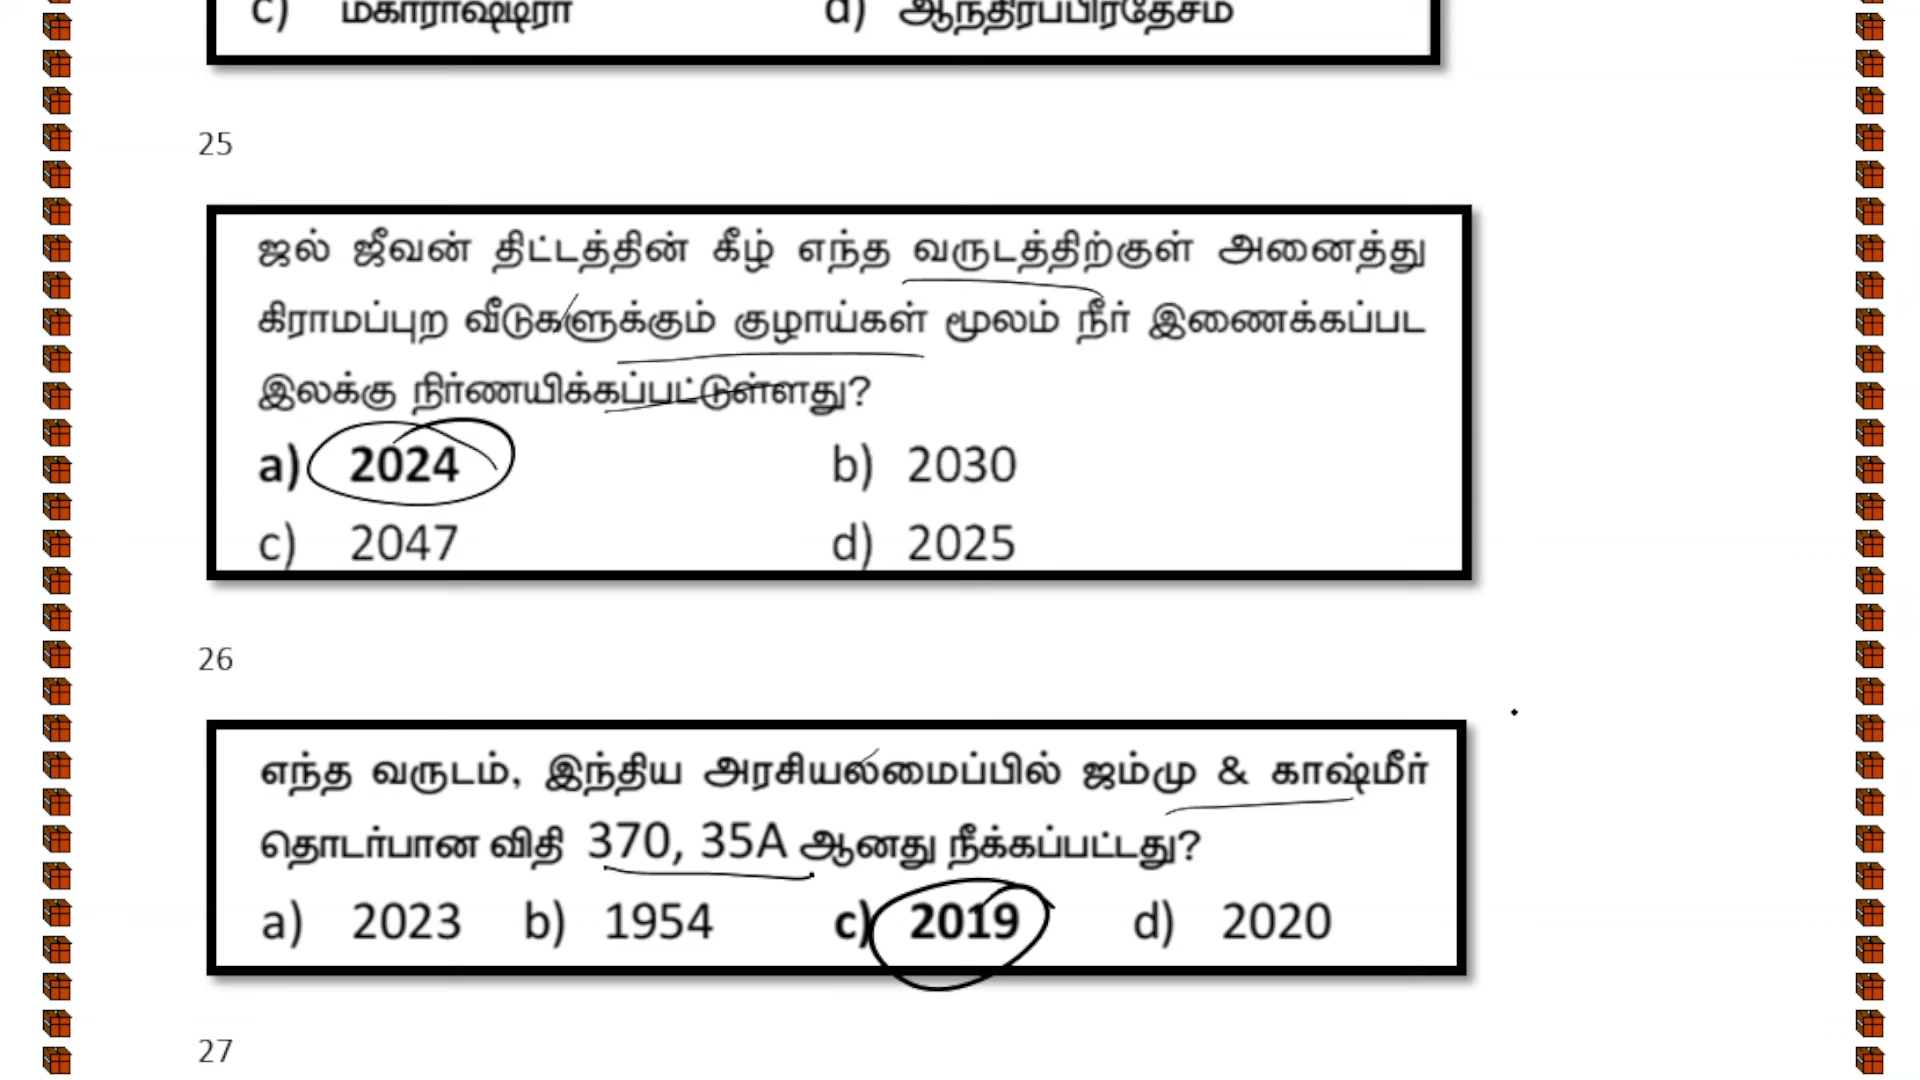 c) மகாராஷ்டிரா d) ஆந்திரப்பிரதேசம்
25
ஜல் ஜீவன் திட்டத்தின் கீழ் எந்த வருடத்திற்குள் அனைத்து
கிராமப்புற வீடுகளுக்கும் குழாய்கள் மூலம் நீர் இணைக்கப்பட
இலக்கு நிர்ணயிக்கப்பட்டுள்ளது?
a) 2024 b) 2030
c) 2047 d) 2025
26
எந்த வருடம், இந்திய அரசியலமைப்பில் ஜம்மு & காஷ்மீர்
தொடர்பான விதி 370, 35A ஆனது நீக்கப்பட்டது?
a) 2023 b) 1954 c) 2019 d) 2020
27